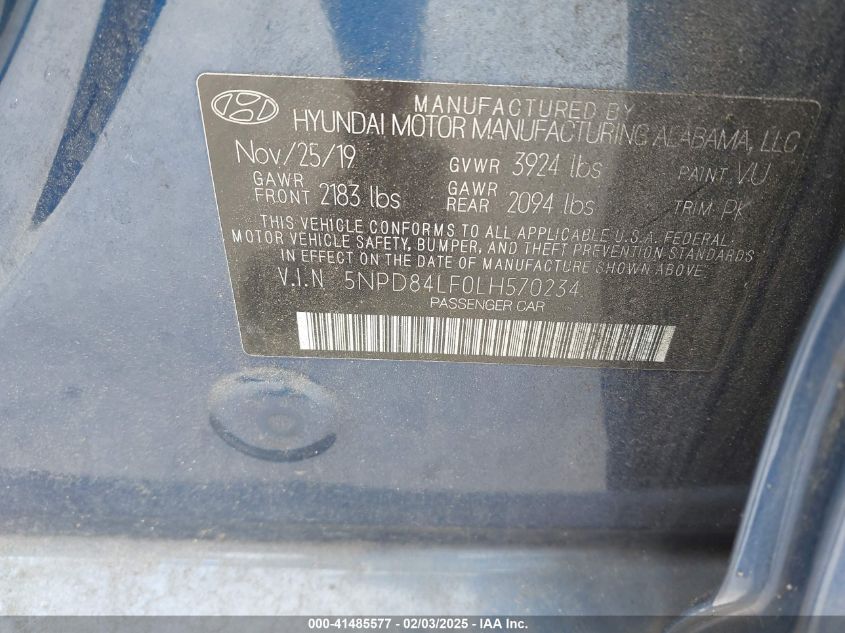 MANUFACTURED BY
HYUNDAI MOTOR MANUFACTURING ALABAMA, LLC
Nov/25/19 GVWR 3924 lbs PAINT VU
GAWR FRONT 2183 lbs GAWR REAR 2094 lbs TRIM PK
THIS VEHICLE CONFORMS TO ALL APPLICABLE U.S.A. FEDERAL
MOTOR VEHICLE SAFETY, BUMPER, AND THEFT PREVENTION STANDARDS
IN EFFECT ON THE DATE OF MANUFACTURE SHOWN ABOVE.
V.I.N 5NPD84LF0LH570234
PASSENGER CAR
000-41485577 - 02/03/2025 - IAA Inc.